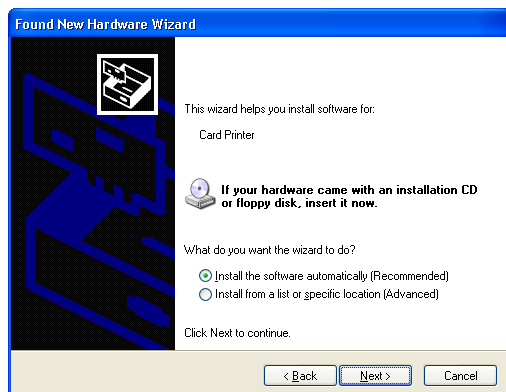 Found New Hardware Wizard
This wizard helps you install software for:
Card Printer
If your hardware came with an installation CD
or floppy disk, insert it now.
What do you want the wizard to do?
Install the software automatically (Recommended)
Install from a list or specific location (Advanced)
Click Next to continue.
< Back
Next >
Cancel